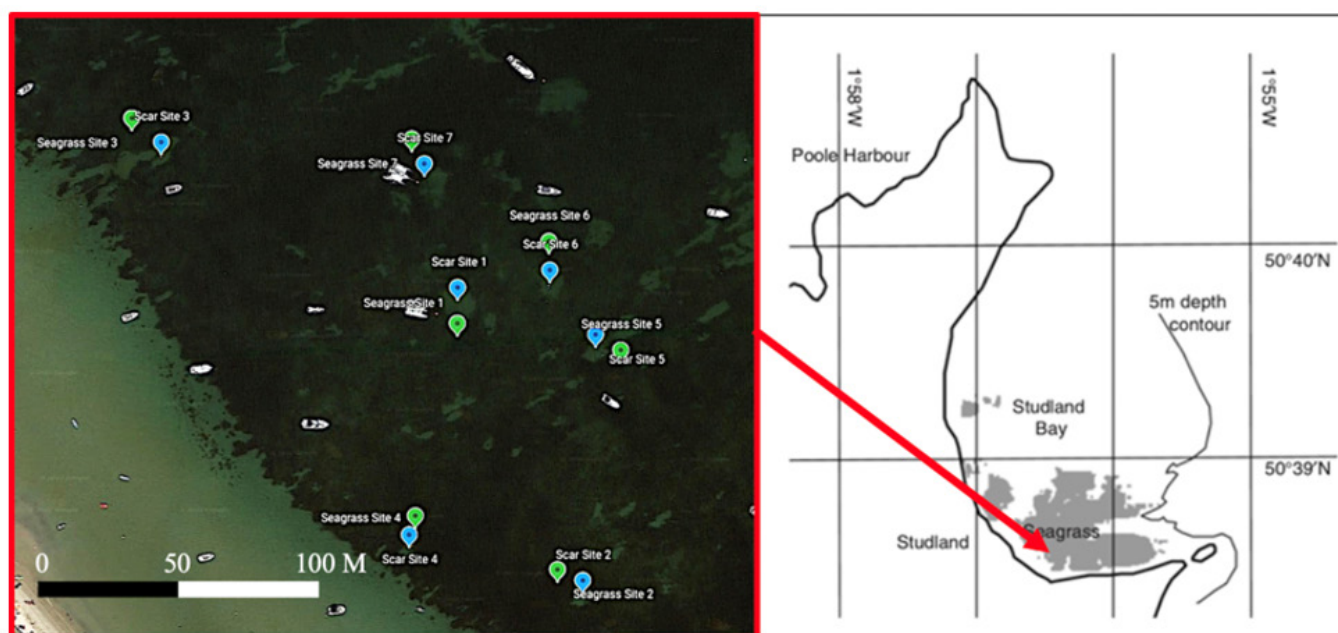 Scar Site 3
Seagrass Site 3
Scar Site 7
Seagrass Site 7
Seagrass Site 6
Scar Site 6
Scar Site 1
Seagrass Site 1
Seagrass Site 5
Scar Site 5
Seagrass Site 4
Scar Site 4
Scar Site 2
Seagrass Site 2
0 50 100 M
1°58'W
1°55'W
Poole Harbour
50°40'N
5m depth
contour
Studland
Bay
50°39'N
Seagrass
Studland